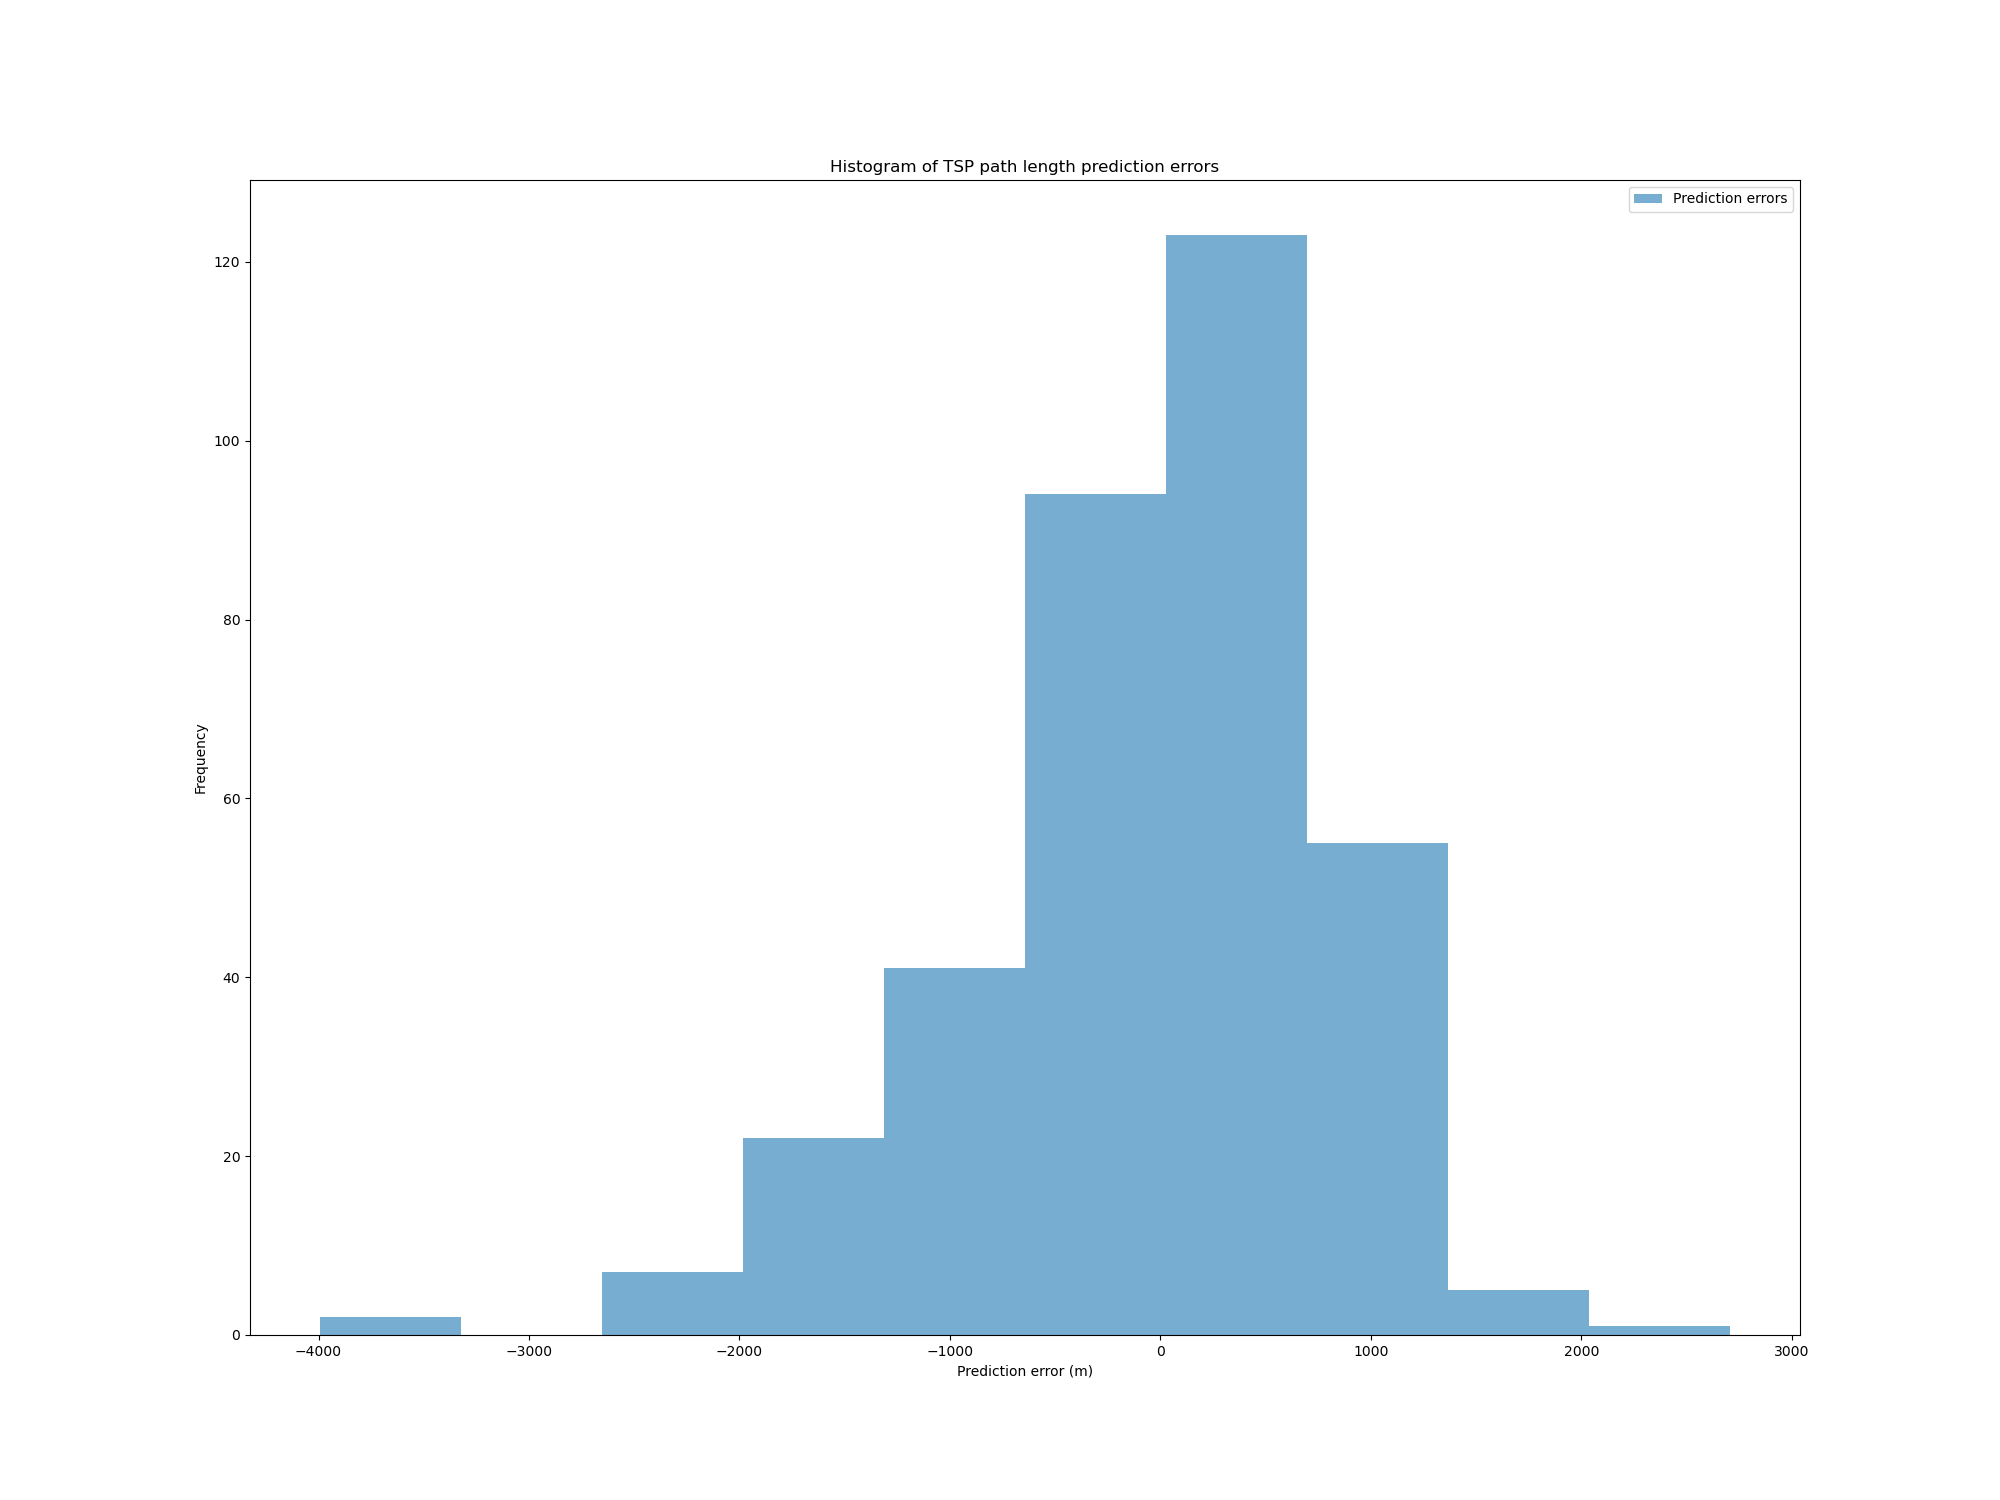 Histogram of TSP path length prediction errors
Prediction errors
120
100
80
60
40
20
0
Frequency
−4000 −3000 −2000 −1000 0 1000 2000 3000
Prediction error (m)